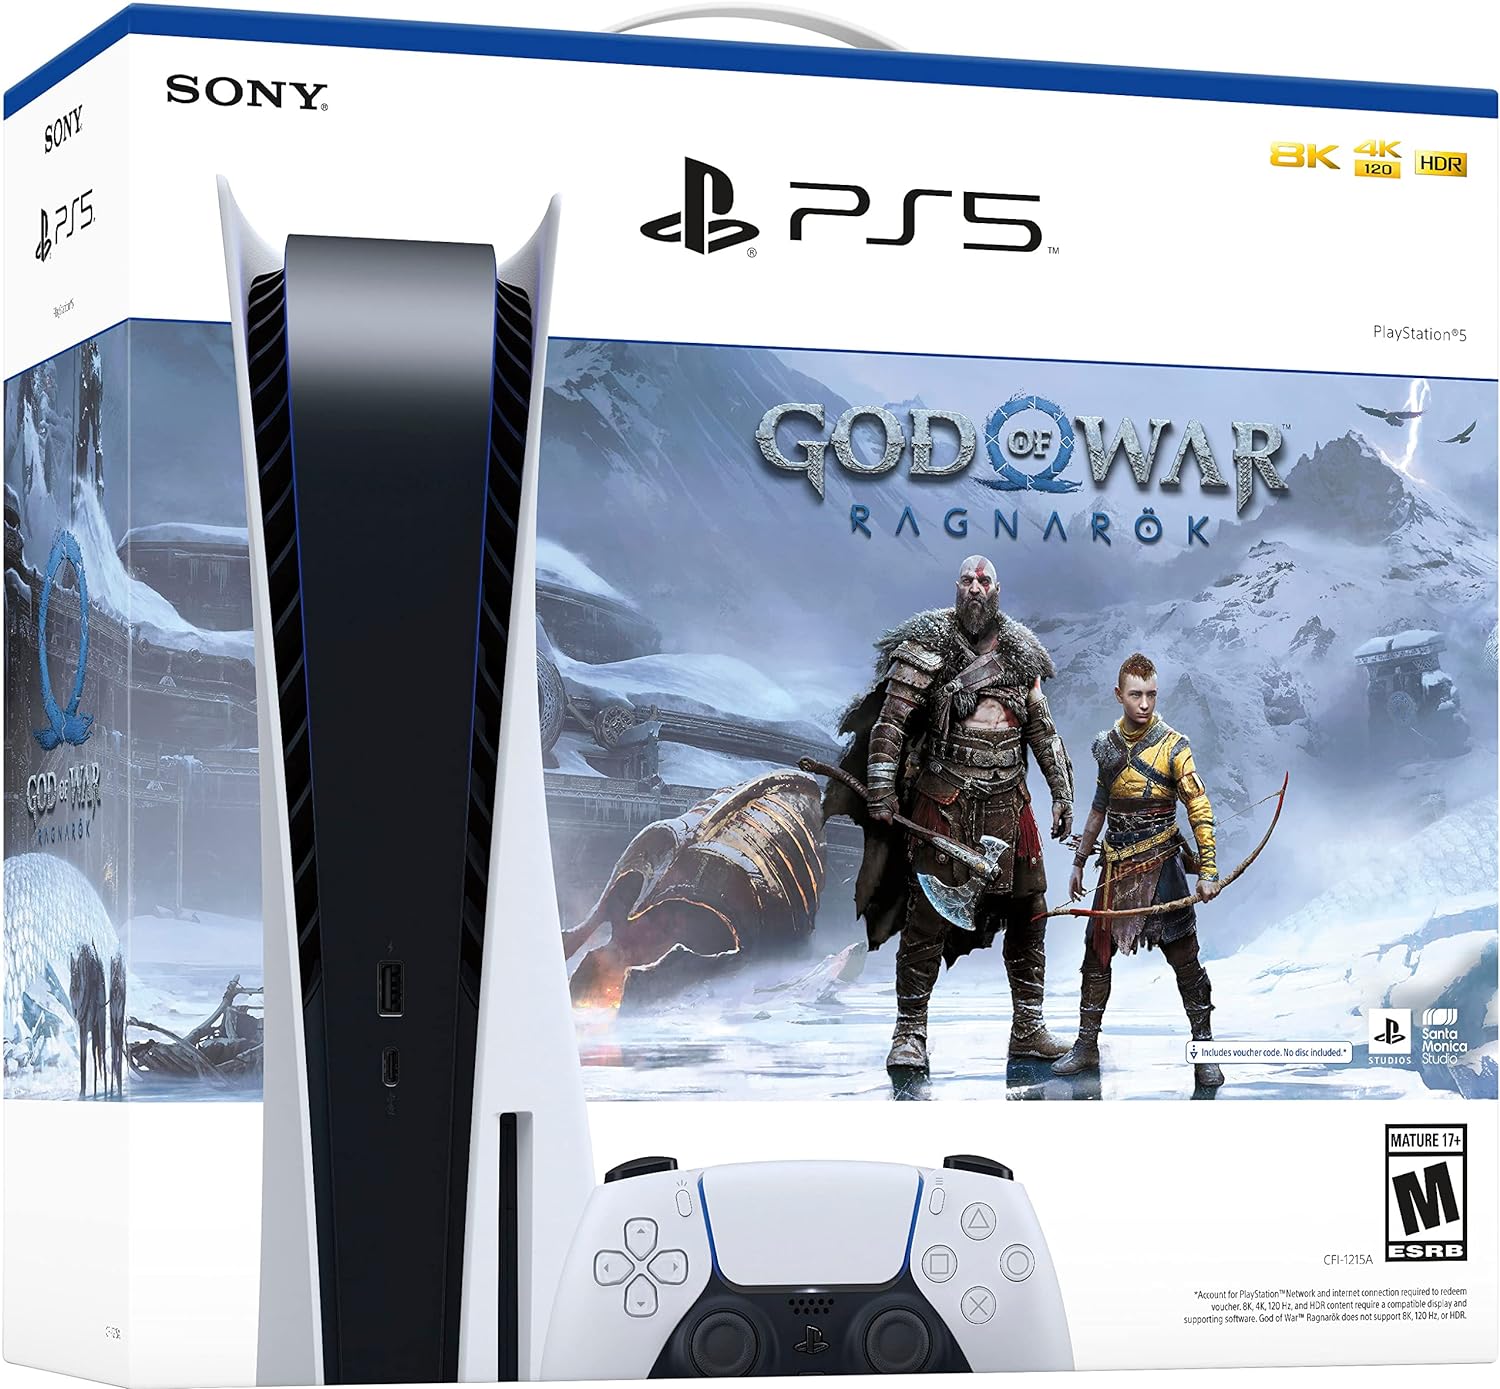 SONY®
SONY
PS5
PS5™
8K
4K
120
HDR
PlayStation®5
GOD OF WAR™
RAGNARÖK
GOD OF WAR
RAGNARÖK
Includes voucher code. No disc included.*
STUDIOS
Santa
Monica
Studio
MATURE 17+
M
ESRB
CFI-1215A
*Account for PlayStation™Network and internet connection required to redeem
voucher. 8K, 4K, 120 Hz, and HDR content require a compatible display and
supporting software. God of War™ Ragnarök does not support 8K, 120 Hz, or HDR.